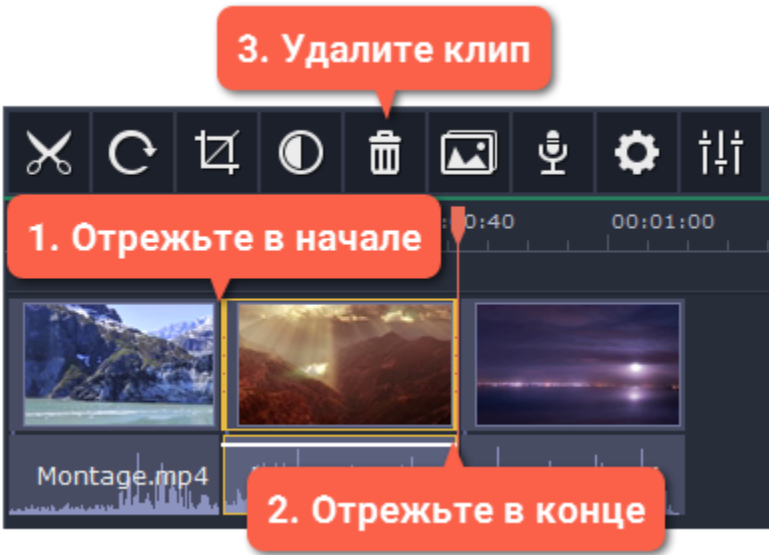 3. Удалите клип
1. Отрежьте в начале
0:40
00:01:00
Montage.mp4
2. Отрежьте в конце